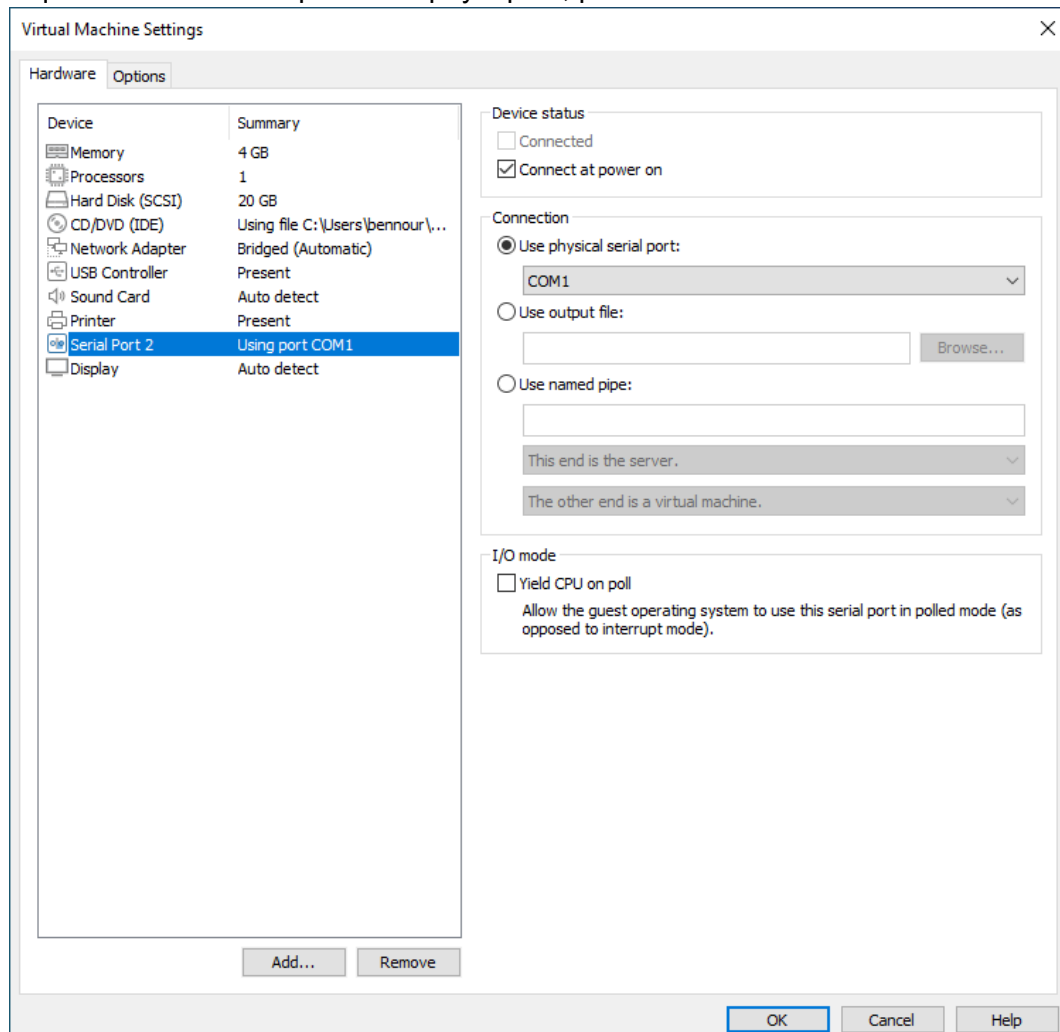 Virtual Machine Settings
Hardware Options
Device Summary
Memory 4 GB
Processors 1
Hard Disk (SCSI) 20 GB
CD/DVD (IDE) Using file C:\Users\bennour\...
Network Adapter Bridged (Automatic)
USB Controller Present
Sound Card Auto detect
Printer Present
Serial Port 2 Using port COM1
Display Auto detect
Add... Remove
Device status
Connected
Connect at power on
Connection
Use physical serial port:
COM1
Use output file:
Browse...
Use named pipe:
This end is the server.
The other end is a virtual machine.
I/O mode
Yield CPU on poll
Allow the guest operating system to use this serial port in polled mode (as
opposed to interrupt mode).
OK Cancel Help